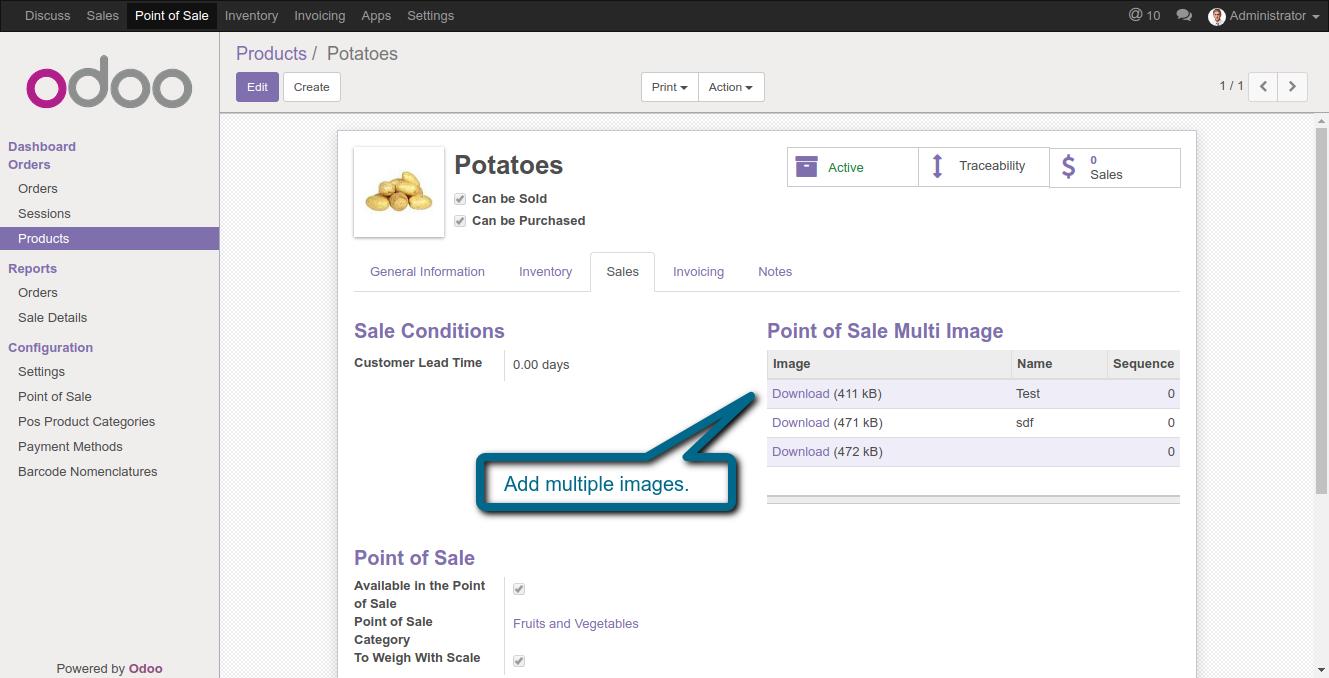 Discuss Sales Point of Sale Inventory Invoicing Apps Settings @ 10 Administrator
odoo
Products / Potatoes
Edit Create Print Action 1 / 1
Dashboard
Orders
Orders
Sessions
Products
Reports
Orders
Sale Details
Configuration
Settings
Point of Sale
Pos Product Categories
Payment Methods
Barcode Nomenclatures
Powered by Odoo
Potatoes
Can be Sold
Can be Purchased
Active
Traceability
$ 0
Sales
General Information Inventory Sales Invoicing Notes
Sale Conditions
Customer Lead Time 0.00 days
Point of Sale Multi Image
Image Name Sequence
Download (411 kB) Test 0
Download (471 kB) sdf 0
Download (472 kB) 0
Add multiple images.
Point of Sale
Available in the Point
of Sale
Point of Sale
Category
Fruits and Vegetables
To Weigh With Scale